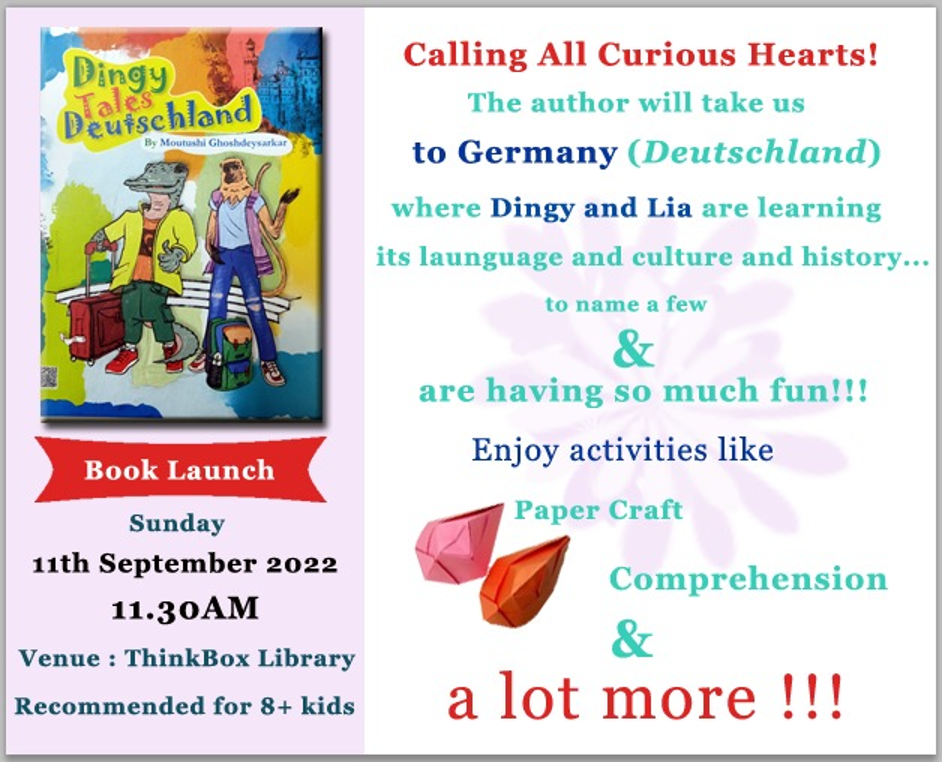 Dingy
Tales
Deutschland
By Moutushi Ghoshdeysarkar
Book Launch
Sunday
11th September 2022
11.30AM
Venue : ThinkBox Library
Recommended for 8+ kids
Calling All Curious Hearts!
The author will take us
to Germany (Deutschland)
where Dingy and Lia are learning
its launguage and culture and history...
to name a few
&
are having so much fun!!!
Enjoy activities like
Paper Craft
Comprehension
&
a lot more !!!